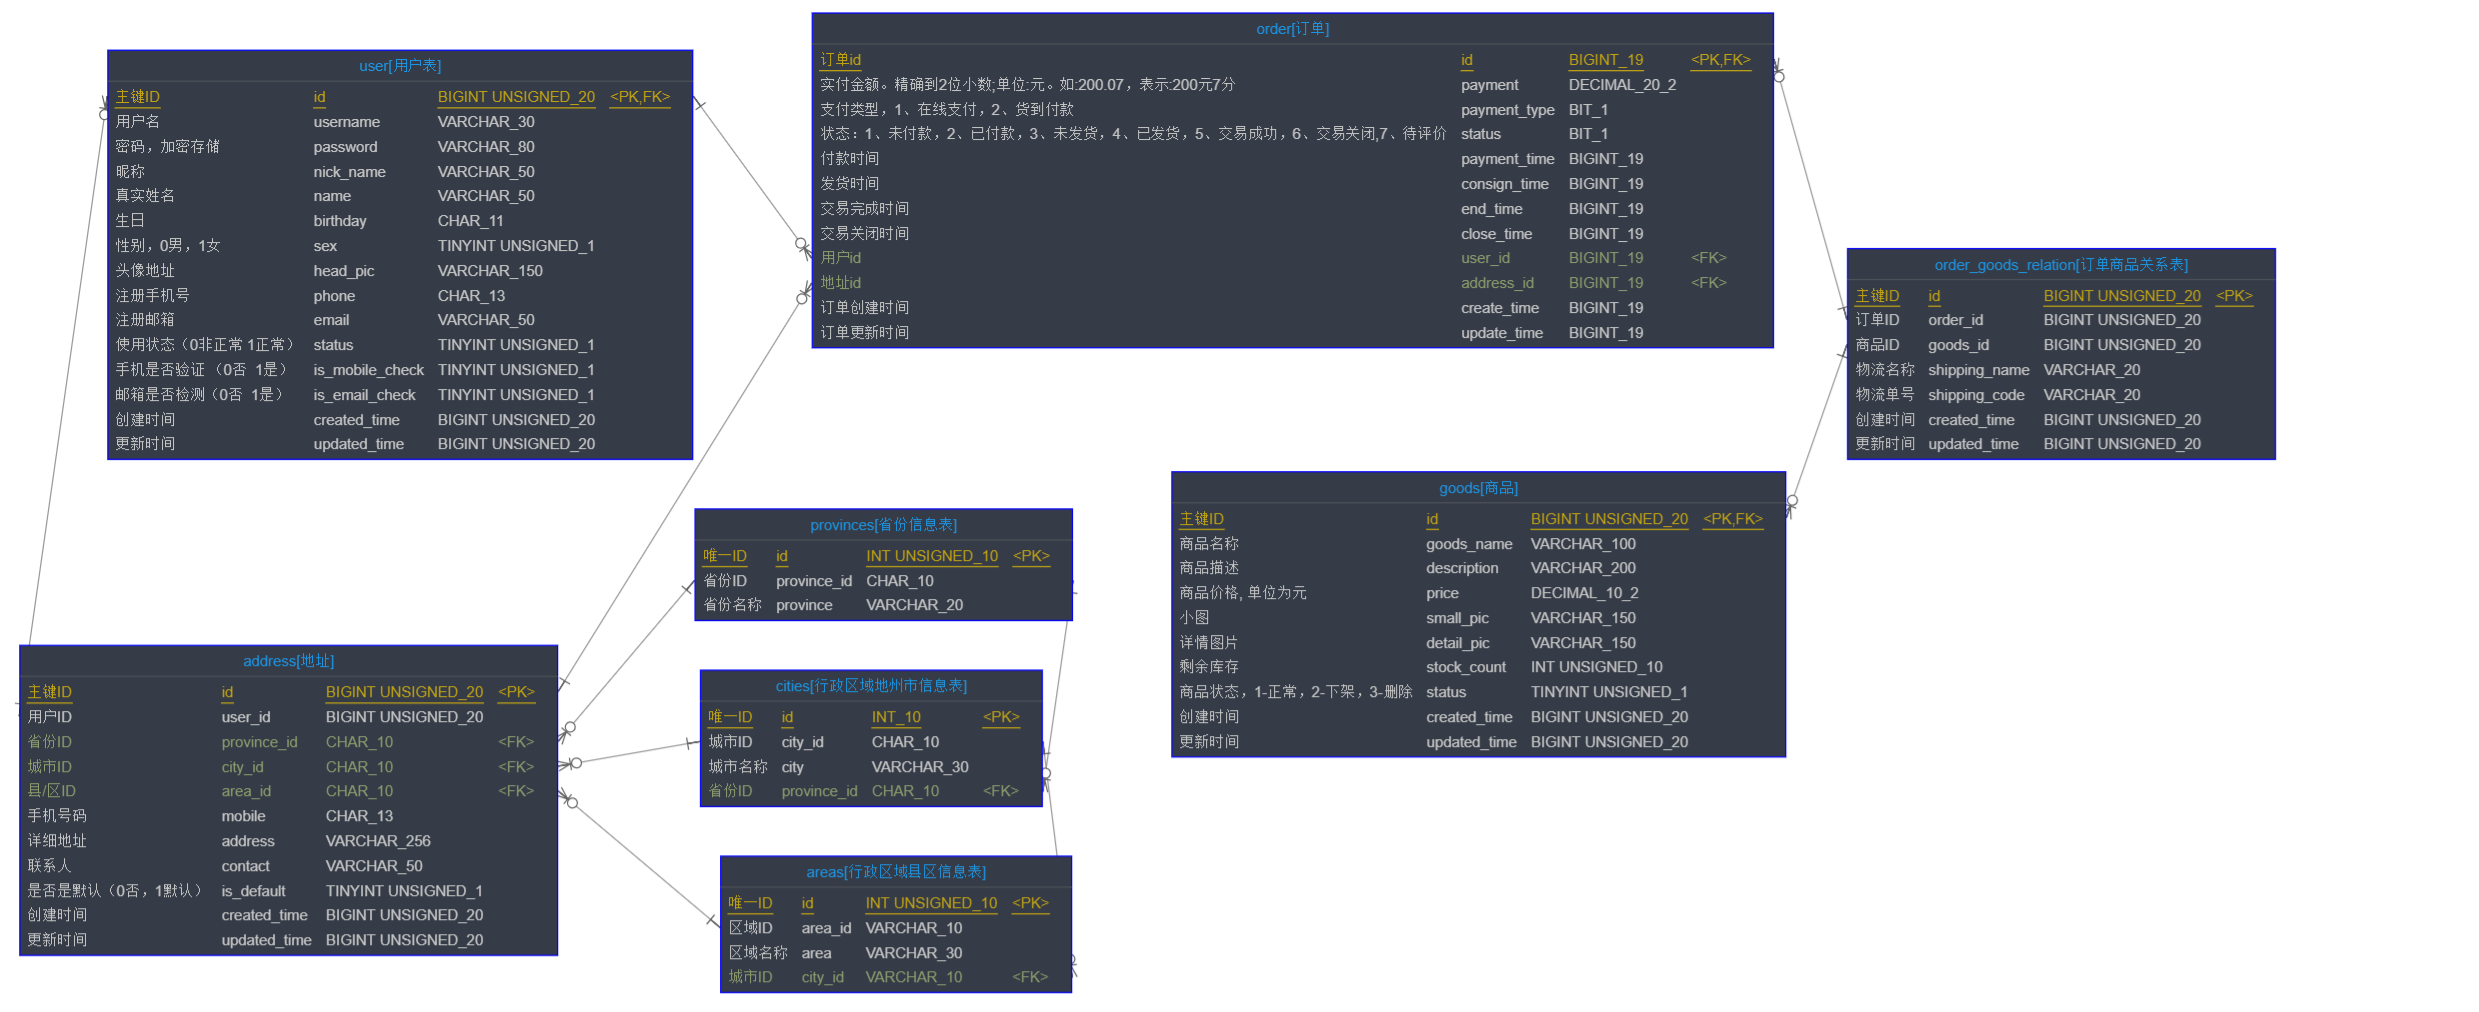 user[用户表]
主键ID id BIGINT UNSIGNED_20 <PK,FK>
用户名 username VARCHAR_30
密码，加密存储 password VARCHAR_80
昵称 nick_name VARCHAR_50
真实姓名 name VARCHAR_50
生日 birthday CHAR_11
性别，0男，1女 sex TINYINT UNSIGNED_1
头像地址 head_pic VARCHAR_150
注册手机号 phone CHAR_13
注册邮箱 email VARCHAR_50
使用状态（0非正常 1正常） status TINYINT UNSIGNED_1
手机是否验证 （0否  1是） is_mobile_check TINYINT UNSIGNED_1
邮箱是否检测（0否  1是） is_email_check TINYINT UNSIGNED_1
创建时间 created_time BIGINT UNSIGNED_20
更新时间 updated_time BIGINT UNSIGNED_20
order[订单]
订单id id BIGINT_19 <PK,FK>
实付金额。精确到2位小数;单位:元。如:200.07，表示:200元7分 payment DECIMAL_20_2
支付类型，1、在线支付，2、货到付款 payment_type BIT_1
状态：1、未付款，2、已付款，3、未发货，4、已发货，5、交易成功，6、交易关闭,7、待评价 status BIT_1
付款时间 payment_time BIGINT_19
发货时间 consign_time BIGINT_19
交易完成时间 end_time BIGINT_19
交易关闭时间 close_time BIGINT_19
用户id user_id BIGINT_19 <FK>
地址id address_id BIGINT_19 <FK>
订单创建时间 create_time BIGINT_19
订单更新时间 update_time BIGINT_19
order_goods_relation[订单商品关系表]
主键ID id BIGINT UNSIGNED_20 <PK>
订单ID order_id BIGINT UNSIGNED_20
商品ID goods_id BIGINT UNSIGNED_20
物流名称 shipping_name VARCHAR_20
物流单号 shipping_code VARCHAR_20
创建时间 created_time BIGINT UNSIGNED_20
更新时间 updated_time BIGINT UNSIGNED_20
goods[商品]
主键ID id BIGINT UNSIGNED_20 <PK,FK>
商品名称 goods_name VARCHAR_100
商品描述 description VARCHAR_200
商品价格, 单位为元 price DECIMAL_10_2
小图 small_pic VARCHAR_150
详情图片 detail_pic VARCHAR_150
剩余库存 stock_count INT UNSIGNED_10
商品状态，1-正常，2-下架，3-删除 status TINYINT UNSIGNED_1
创建时间 created_time BIGINT UNSIGNED_20
更新时间 updated_time BIGINT UNSIGNED_20
provinces[省份信息表]
唯一ID id INT UNSIGNED_10 <PK>
省份ID province_id CHAR_10
省份名称 province VARCHAR_20
address[地址]
主键ID id BIGINT UNSIGNED_20 <PK>
用户ID user_id BIGINT UNSIGNED_20
省份ID province_id CHAR_10 <FK>
城市ID city_id CHAR_10 <FK>
县/区ID area_id CHAR_10 <FK>
手机号码 mobile CHAR_13
详细地址 address VARCHAR_256
联系人 contact VARCHAR_50
是否是默认（0否，1默认） is_default TINYINT UNSIGNED_1
创建时间 created_time BIGINT UNSIGNED_20
更新时间 updated_time BIGINT UNSIGNED_20
cities[行政区域地州市信息表]
唯一ID id INT_10 <PK>
城市ID city_id CHAR_10
城市名称 city VARCHAR_30
省份ID province_id CHAR_10 <FK>
areas[行政区域县区信息表]
唯一ID id INT UNSIGNED_10 <PK>
区域ID area_id VARCHAR_10
区域名称 area VARCHAR_30
城市ID city_id VARCHAR_10 <FK>